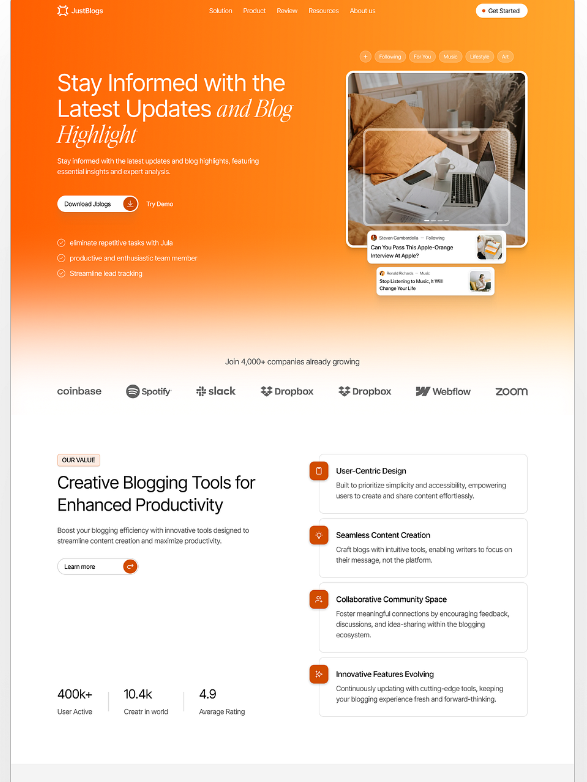 JustBlogs
Solution Product Review Resources About us
Get Started
+ Following For You Music Lifestyle Art
Stay Informed with the
Latest Updates and Blog
Highlight
Stay informed with the latest updates and blog highlights, featuring
essential insights and expert analysis.
Download Jblogs
Try Demo
eliminate repetitive tasks with Jula
productive and enthusiastic team member
Streamline lead tracking
Steven Gambardella — Following
Can You Pass This Apple-Orange
Interview At Apple?
Ronald Richards — Music
Stop Listening to Music, It Will
Change Your Life
Join 4,000+ companies already growing
coinbase Spotify slack Dropbox Dropbox Webflow zoom
OUR VALUE
Creative Blogging Tools for
Enhanced Productivity
Boost your blogging efficiency with innovative tools designed to
streamline content creation and maximize productivity.
Learn more
400k+
User Active
10.4k
Creatr in world
4.9
Average Rating
User-Centric Design
Built to prioritize simplicity and accessibility, empowering
users to create and share content effortlessly.
Seamless Content Creation
Craft blogs with intuitive tools, enabling writers to focus on
their message, not the platform.
Collaborative Community Space
Foster meaningful connections by encouraging feedback,
discussions, and idea-sharing within the blogging
ecosystem.
Innovative Features Evolving
Continuously updating with cutting-edge tools, keeping
your blogging experience fresh and forward-thinking.